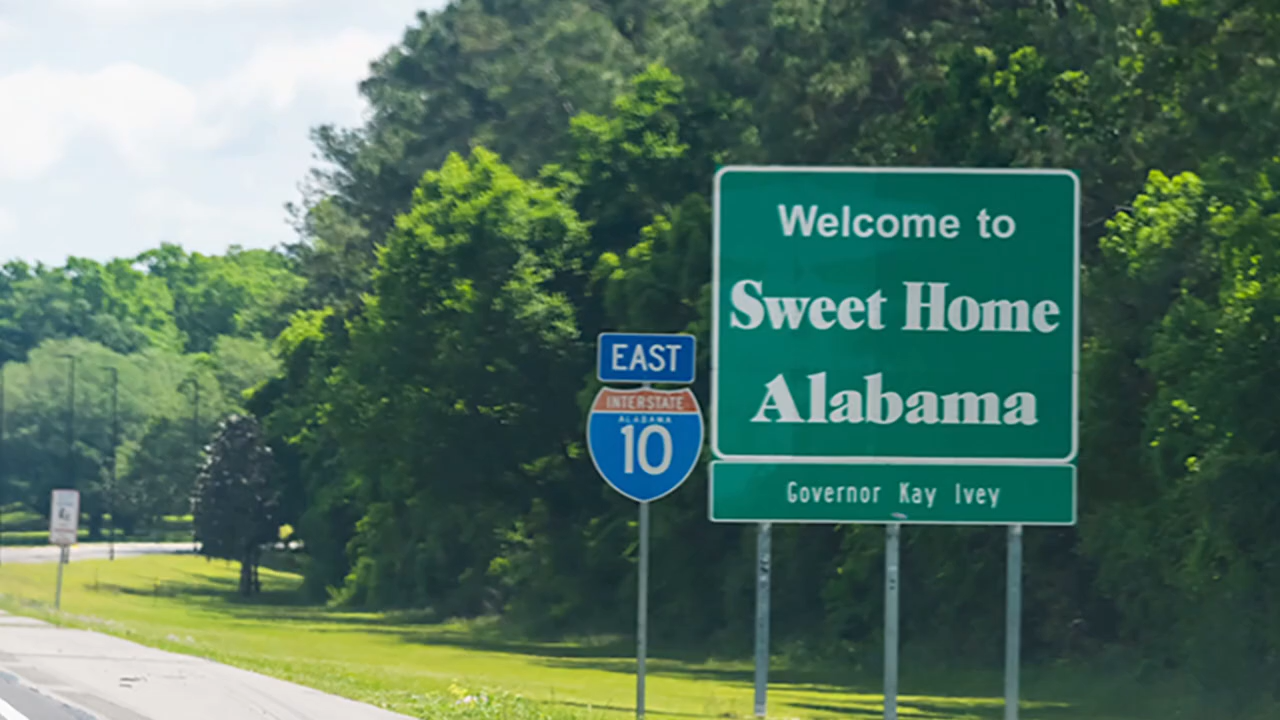 Welcome to
Sweet Home
Alabama
Governor Kay Ivey
EAST
INTERSTATE
ALABAMA
10